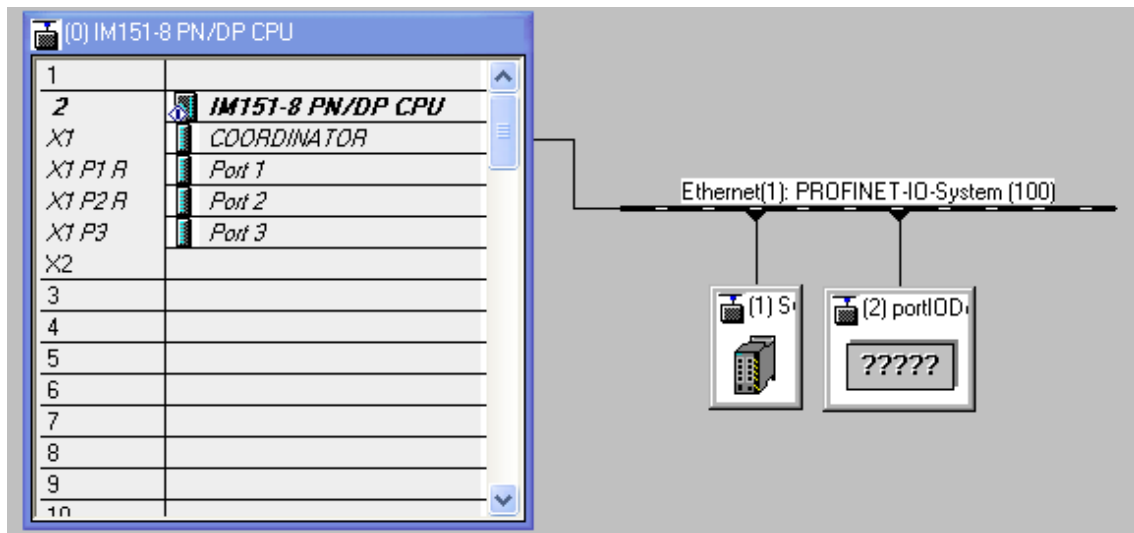 (0) IM151-8 PN/DP CPU
1
2 IM151-8 PN/DP CPU
X1 COORDINATOR
X1 P1 R Port 1
X1 P2 R Port 2
X1 P3 Port 3
X2
3
4
5
6
7
8
9
10
Ethernet(1): PROFINET-IO-System (100)
(1) S
(2) portIOD
?????